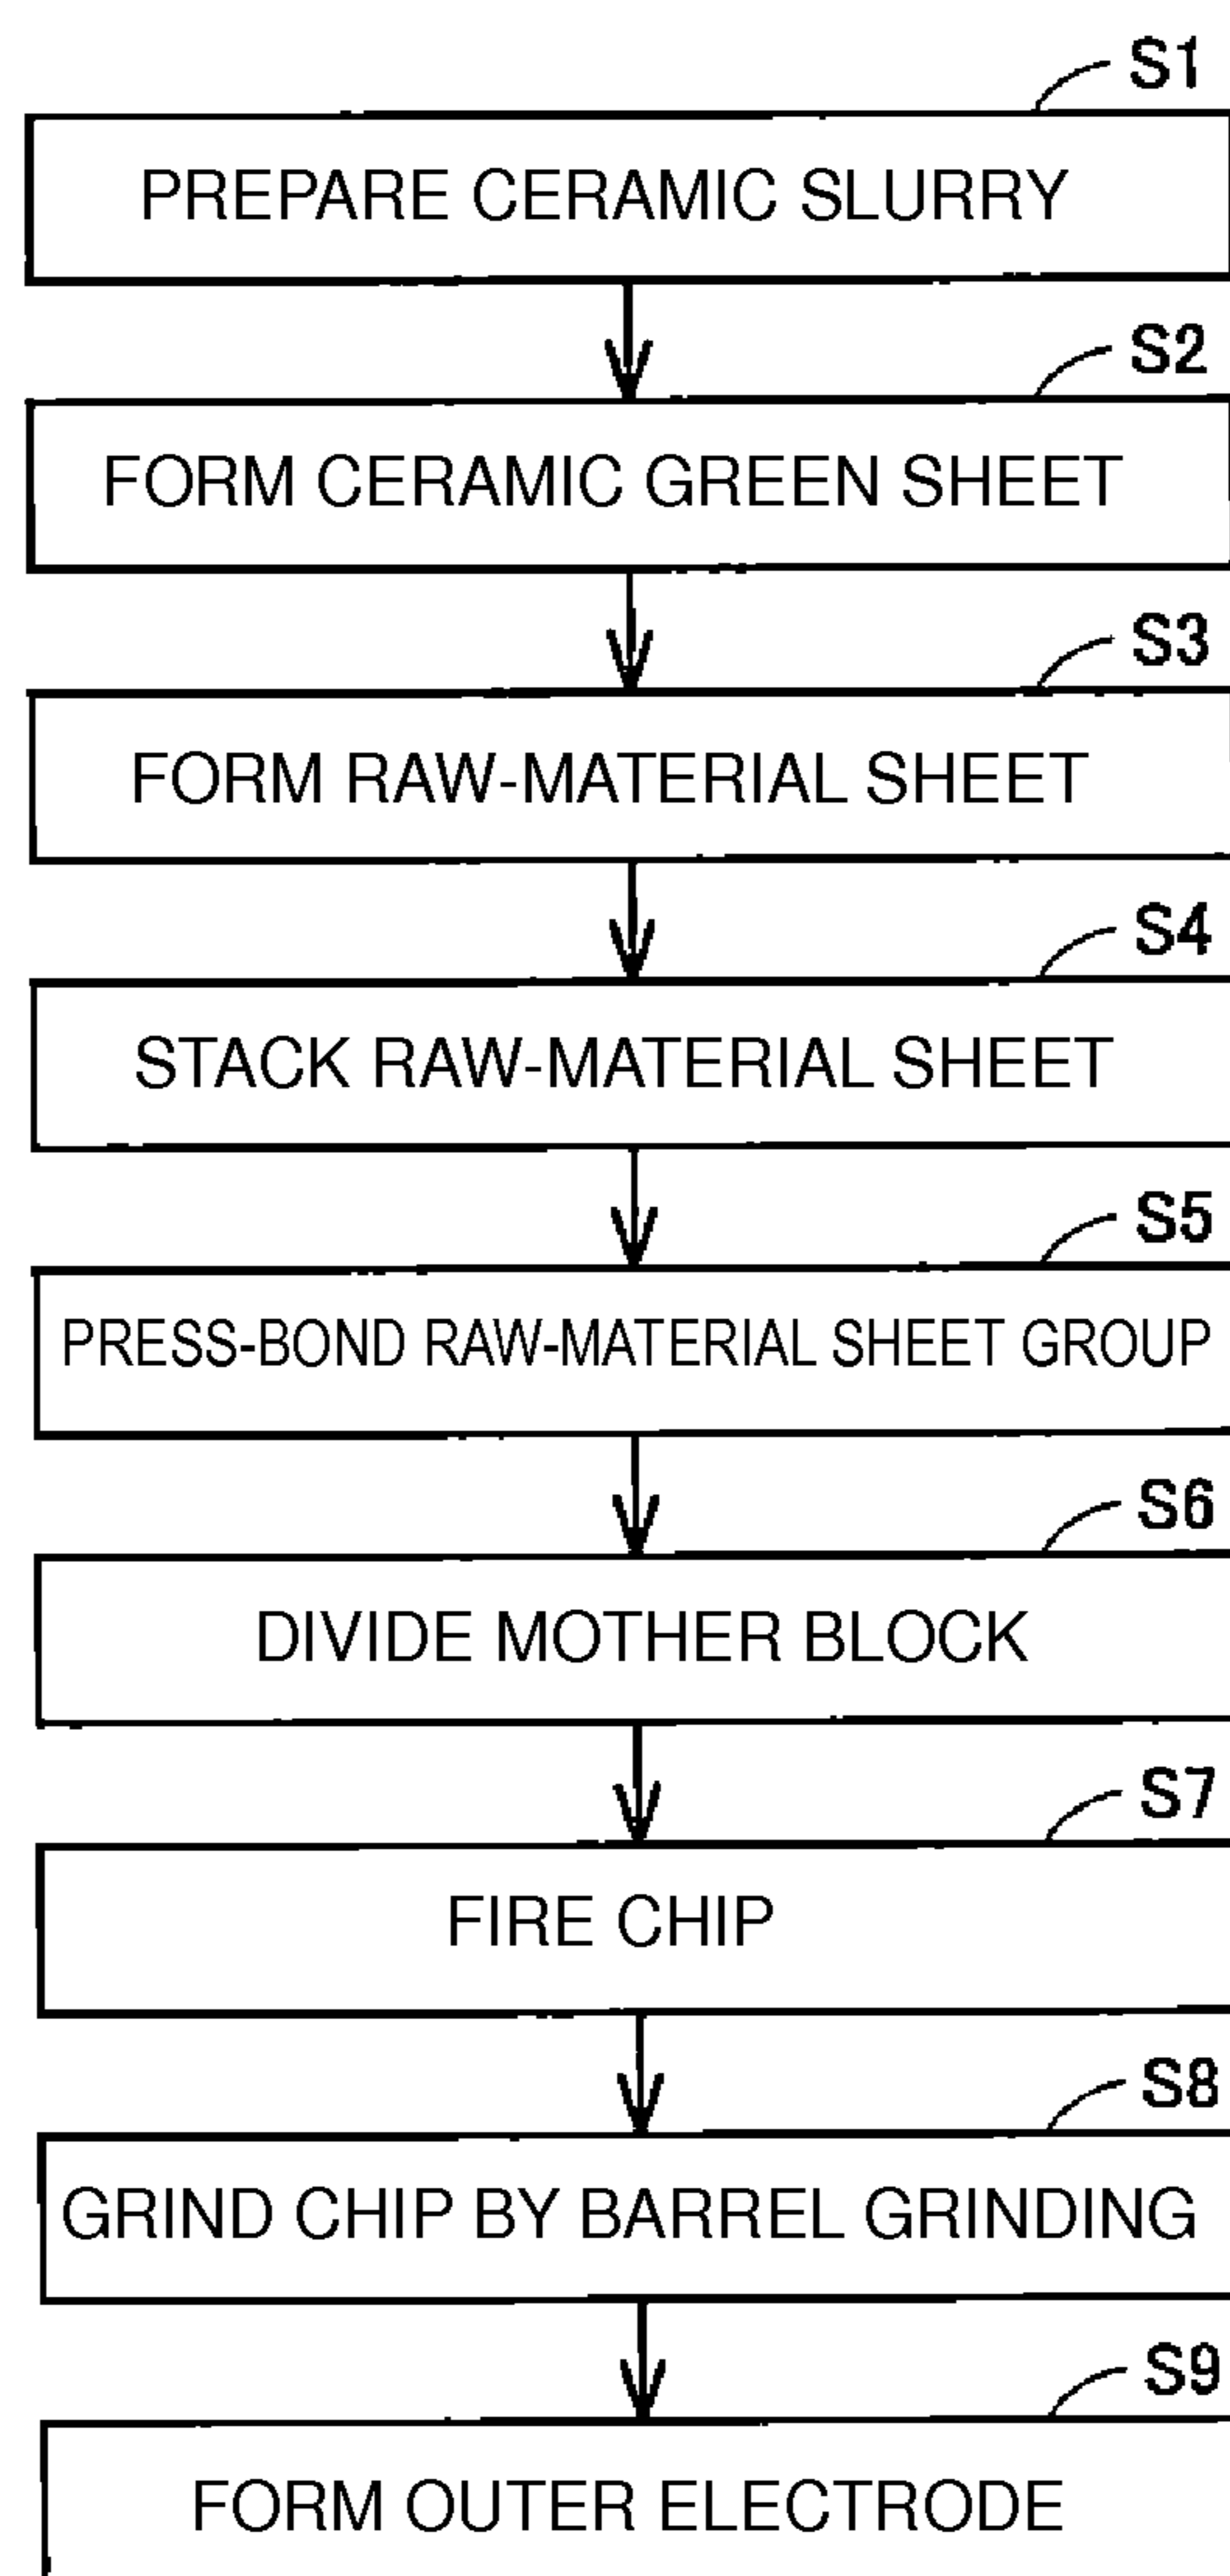 S1
PREPARE CERAMIC SLURRY
S2
FORM CERAMIC GREEN SHEET
S3
FORM RAW-MATERIAL SHEET
S4
STACK RAW-MATERIAL SHEET
S5
PRESS-BOND RAW-MATERIAL SHEET GROUP
S6
DIVIDE MOTHER BLOCK
S7
FIRE CHIP
S8
GRIND CHIP BY BARREL GRINDING
S9
FORM OUTER ELECTRODE